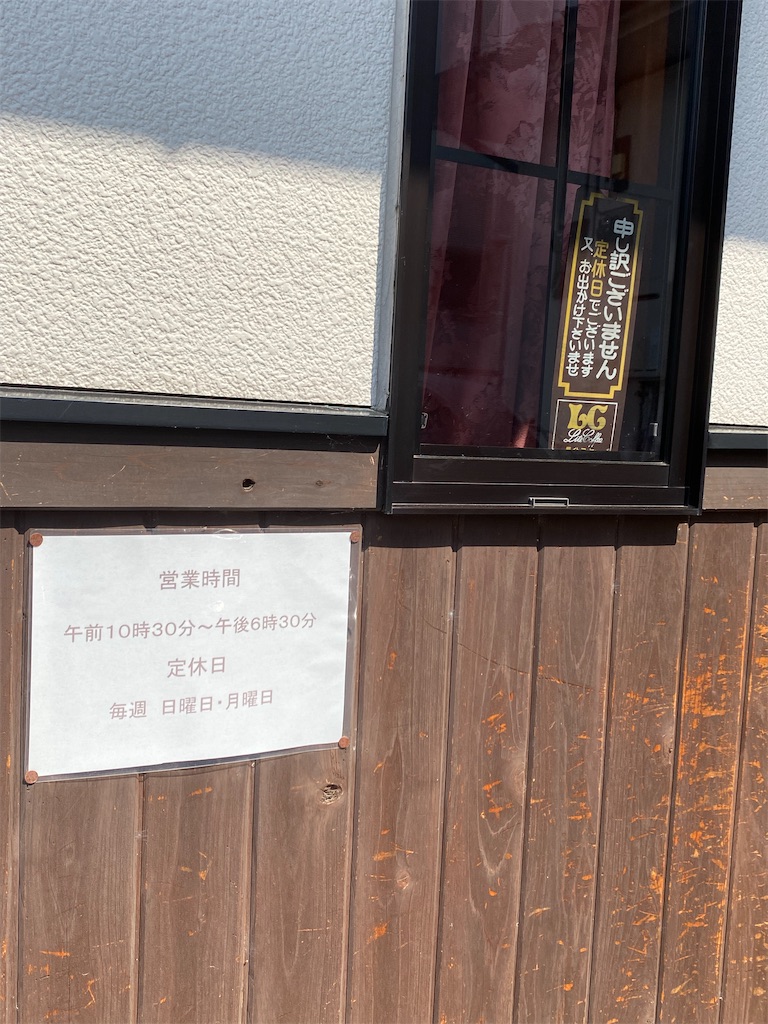 申し訳ございません
定休日でございます
又、お出かけ下さいませ
LC
営業時間
午前10時30分～午後6時30分
定休日
毎週 日曜日・月曜日